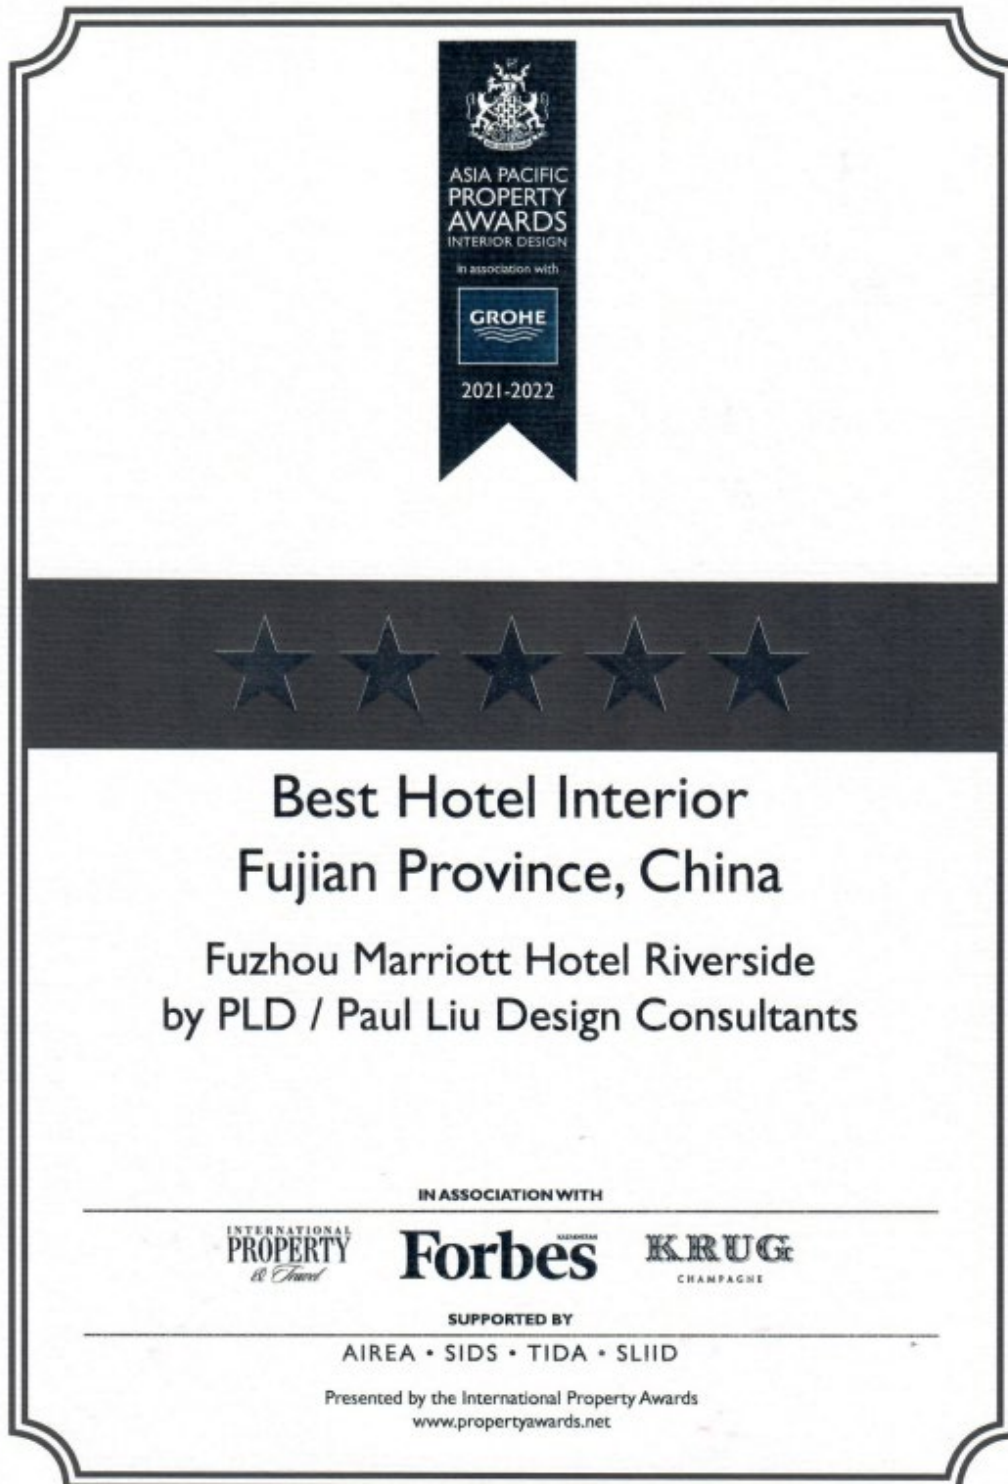 ASIA PACIFIC
PROPERTY
AWARDS
INTERIOR DESIGN
in association with
GROHE
2021-2022
Best Hotel Interior
Fujian Province, China
Fuzhou Marriott Hotel Riverside
by PLD / Paul Liu Design Consultants
IN ASSOCIATION WITH
INTERNATIONAL
PROPERTY
& Travel
Forbes
KAZAKHSTAN
KRUG
CHAMPAGNE
SUPPORTED BY
AIREA • SIDS • TIDA • SLIID
Presented by the International Property Awards
www.propertyawards.net